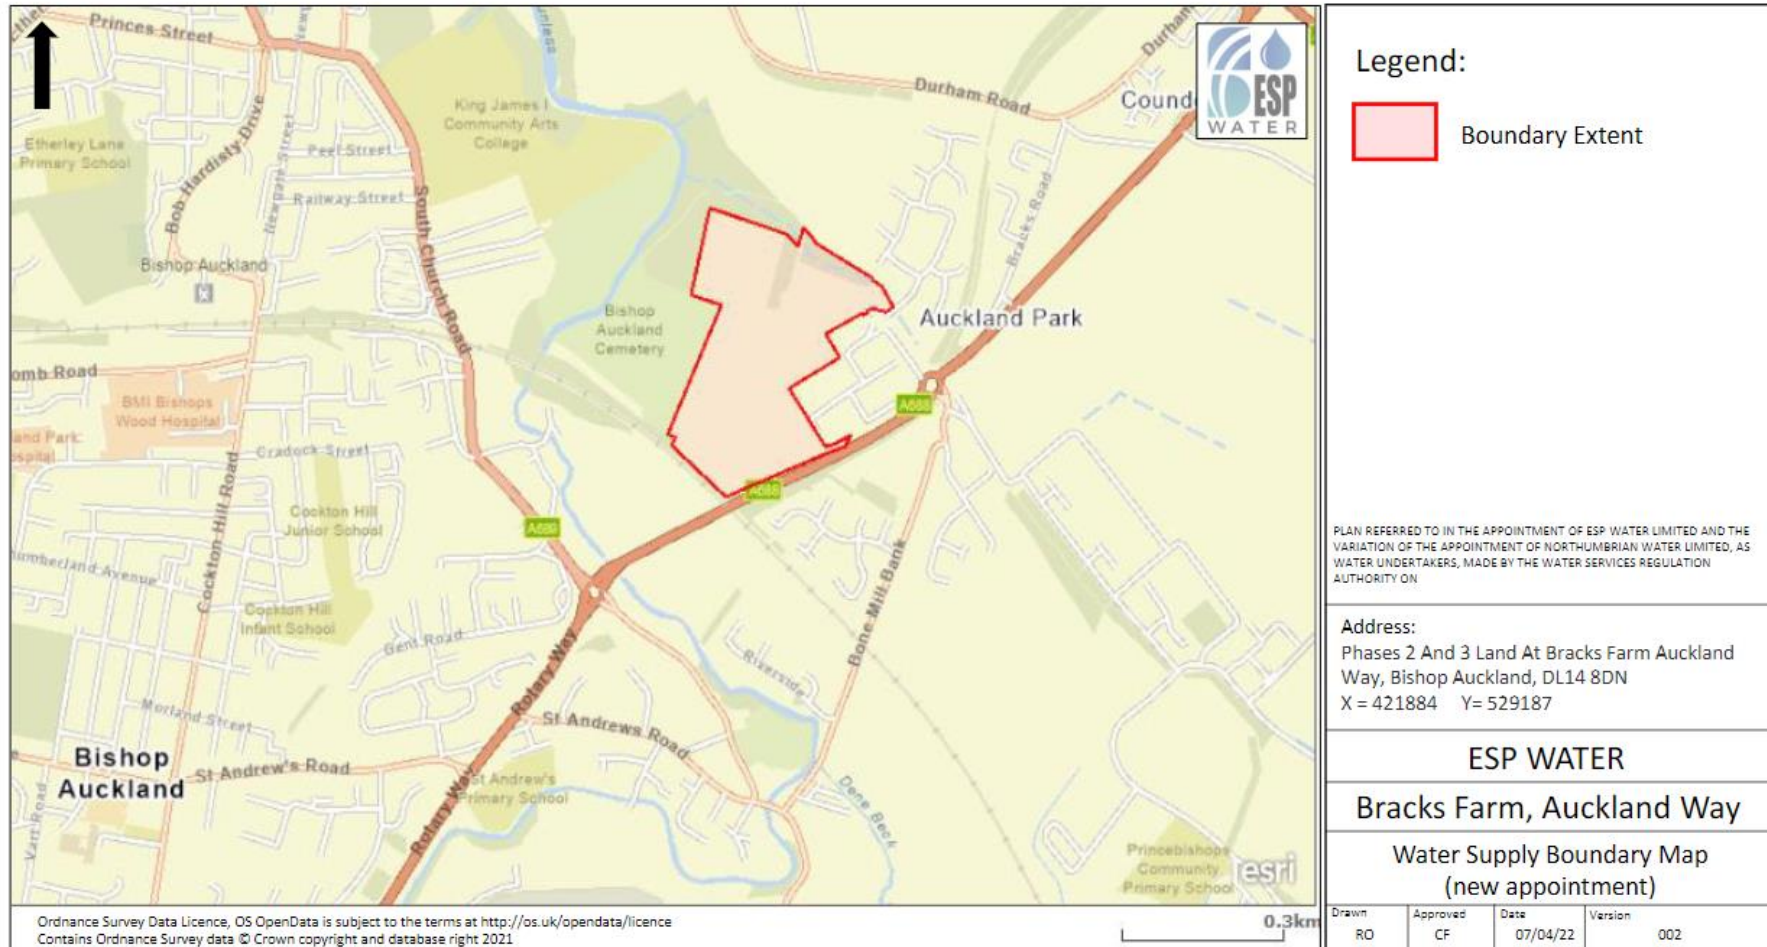 Princes Street
Durham Road
Durham
ESP
WATER
King James I
Community Arts
College
Etherley Lane
Primary School
Bob Hardisty Drive
Newgate Street
Peel Street
Railway Street
South Church Road
Bracks Road
Bishop Auckland
Bishop
Auckland
Cemetery
Auckland Park
omb Road
BMI Bishops
Wood Hospital
A688
Cradock Street
A688
Cockton Hill
Junior School
A689
Cockton Hill Road
umberland Avenue
Cockton Hill
Infant School
Gent Road
Bone Mill Bank
Riverside
Rotary Way
Morland Street
St Andrews Road
Bishop
Auckland
St Andrew's Road
St Andrew's
Primary School
Rotary Way
Dene Beck
Vart Road
Princebishops
Community
Primary School
esri
Ordnance Survey Data Licence, OS OpenData is subject to the terms at http://os.uk/opendata/licence
Contains Ordnance Survey data © Crown copyright and database right 2021
0.3km
Legend:
Boundary Extent
PLAN REFERRED TO IN THE APPOINTMENT OF ESP WATER LIMITED AND THE
VARIATION OF THE APPOINTMENT OF NORTHUMBRIAN WATER LIMITED, AS
WATER UNDERTAKERS, MADE BY THE WATER SERVICES REGULATION
AUTHORITY ON
Address:
Phases 2 And 3 Land At Bracks Farm Auckland
Way, Bishop Auckland, DL14 8DN
X = 421884 Y= 529187
ESP WATER
Bracks Farm, Auckland Way
Water Supply Boundary Map
(new appointment)
Drawn Approved Date Version
RO CF 07/04/22 002